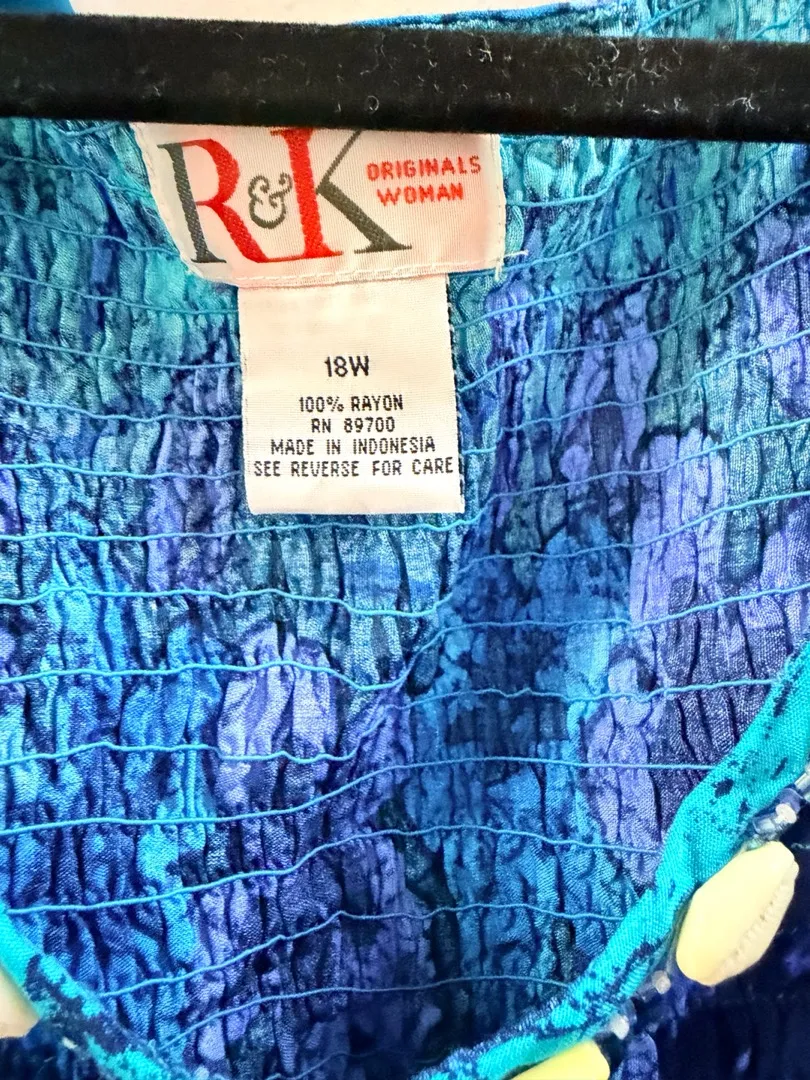 R&K
ORIGINALS
WOMAN
18W
100% RAYON
RN 89700
MADE IN INDONESIA
SEE REVERSE FOR CARE